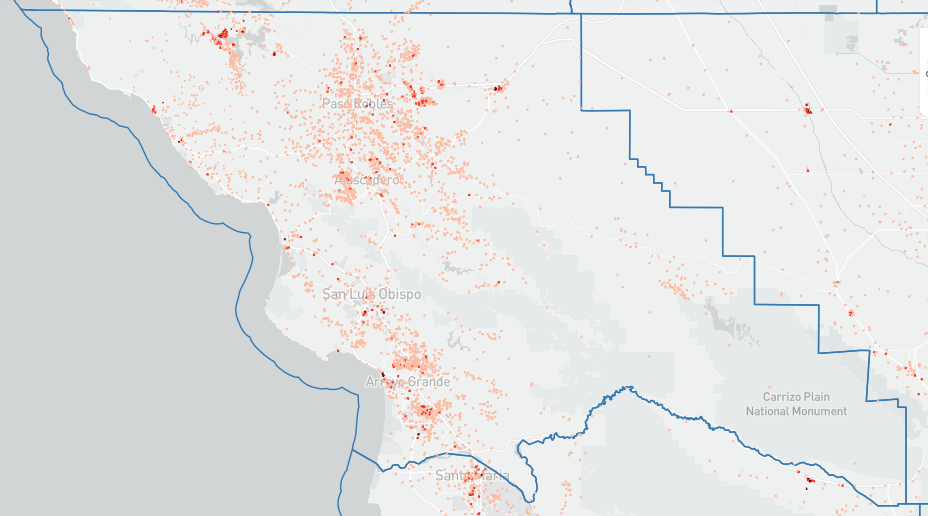 Paso Robles
Atascadero
San Luis Obispo
Arroyo Grande
Carrizo Plain
National Monument
Santa Maria